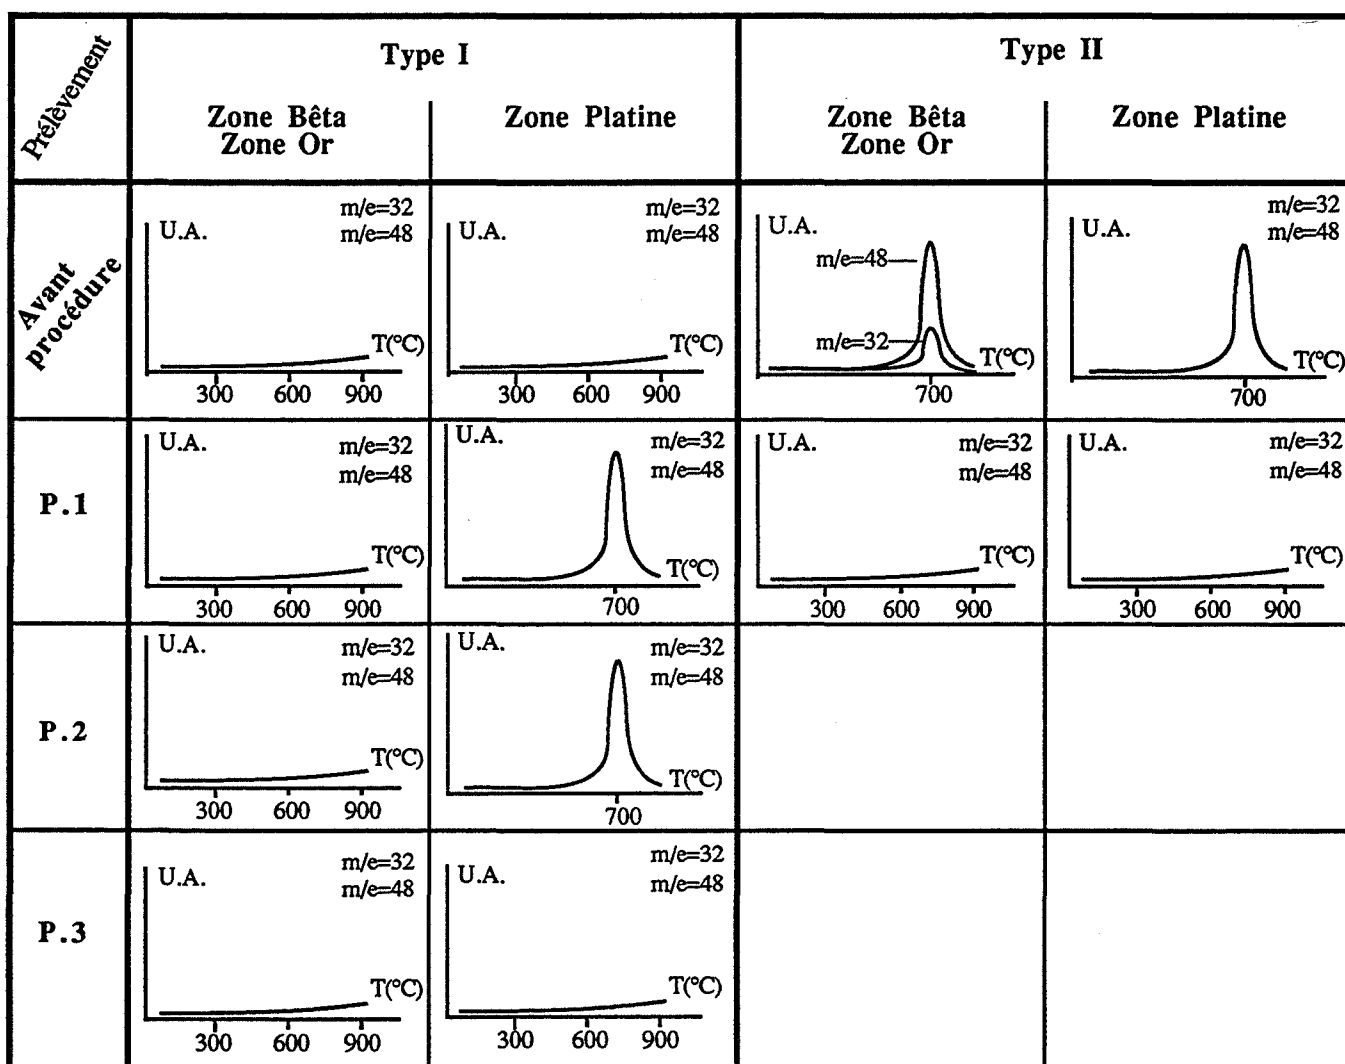 Prélèvement
Type I
Type II
Zone Bêta
Zone Or
Zone Platine
Zone Bêta
Zone Or
Zone Platine
Avant
procédure
U.A.
m/e=32
m/e=48
T(°C)
300 600 900
U.A.
m/e=32
m/e=48
T(°C)
300 600 900
U.A.
m/e=48
m/e=32
T(°C)
700
U.A.
m/e=32
m/e=48
T(°C)
700
P.1
U.A.
m/e=32
m/e=48
T(°C)
300 600 900
U.A.
m/e=32
m/e=48
T(°C)
700
U.A.
m/e=32
m/e=48
T(°C)
300 600 900
U.A.
m/e=32
m/e=48
T(°C)
300 600 900
P.2
U.A.
m/e=32
m/e=48
T(°C)
300 600 900
U.A.
m/e=32
m/e=48
T(°C)
700
P.3
U.A.
m/e=32
m/e=48
T(°C)
300 600 900
U.A.
m/e=32
m/e=48
T(°C)
300 600 900